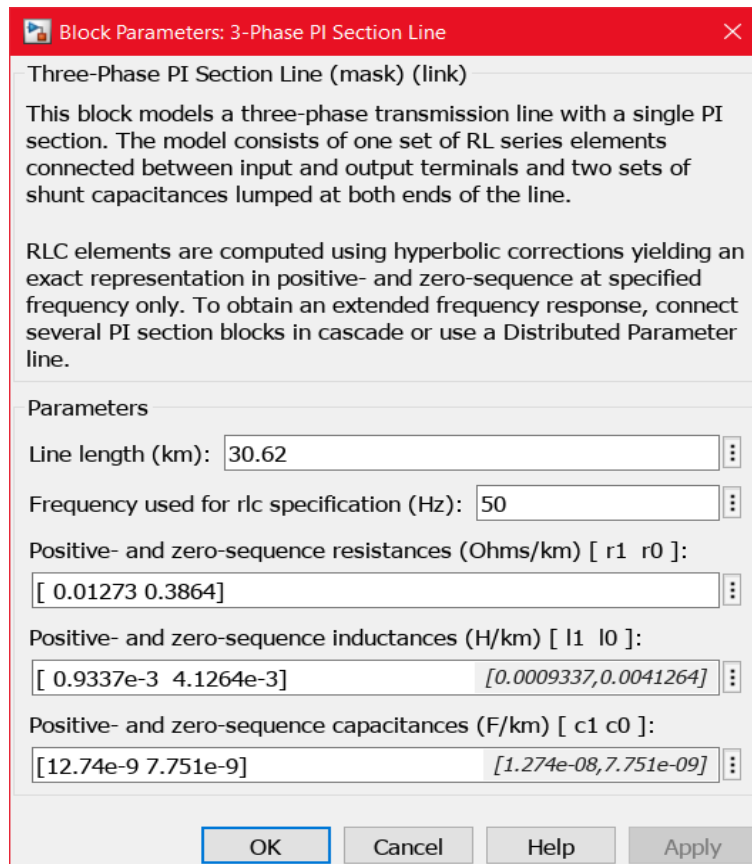 Block Parameters: 3-Phase PI Section Line
Three-Phase PI Section Line (mask) (link)
This block models a three-phase transmission line with a single PI
section. The model consists of one set of RL series elements
connected between input and output terminals and two sets of
shunt capacitances lumped at both ends of the line.
RLC elements are computed using hyperbolic corrections yielding an
exact representation in positive- and zero-sequence at specified
frequency only. To obtain an extended frequency response, connect
several PI section blocks in cascade or use a Distributed Parameter
line.
Parameters
Line length (km): 30.62
Frequency used for rlc specification (Hz): 50
Positive- and zero-sequence resistances (Ohms/km) [ r1 r0 ]:
[ 0.01273 0.3864]
Positive- and zero-sequence inductances (H/km) [ l1 l0 ]:
[ 0.9337e-3 4.1264e-3] [0.0009337,0.0041264]
Positive- and zero-sequence capacitances (F/km) [ c1 c0 ]:
[12.74e-9 7.751e-9] [1.274e-08,7.751e-09]
OK Cancel Help Apply